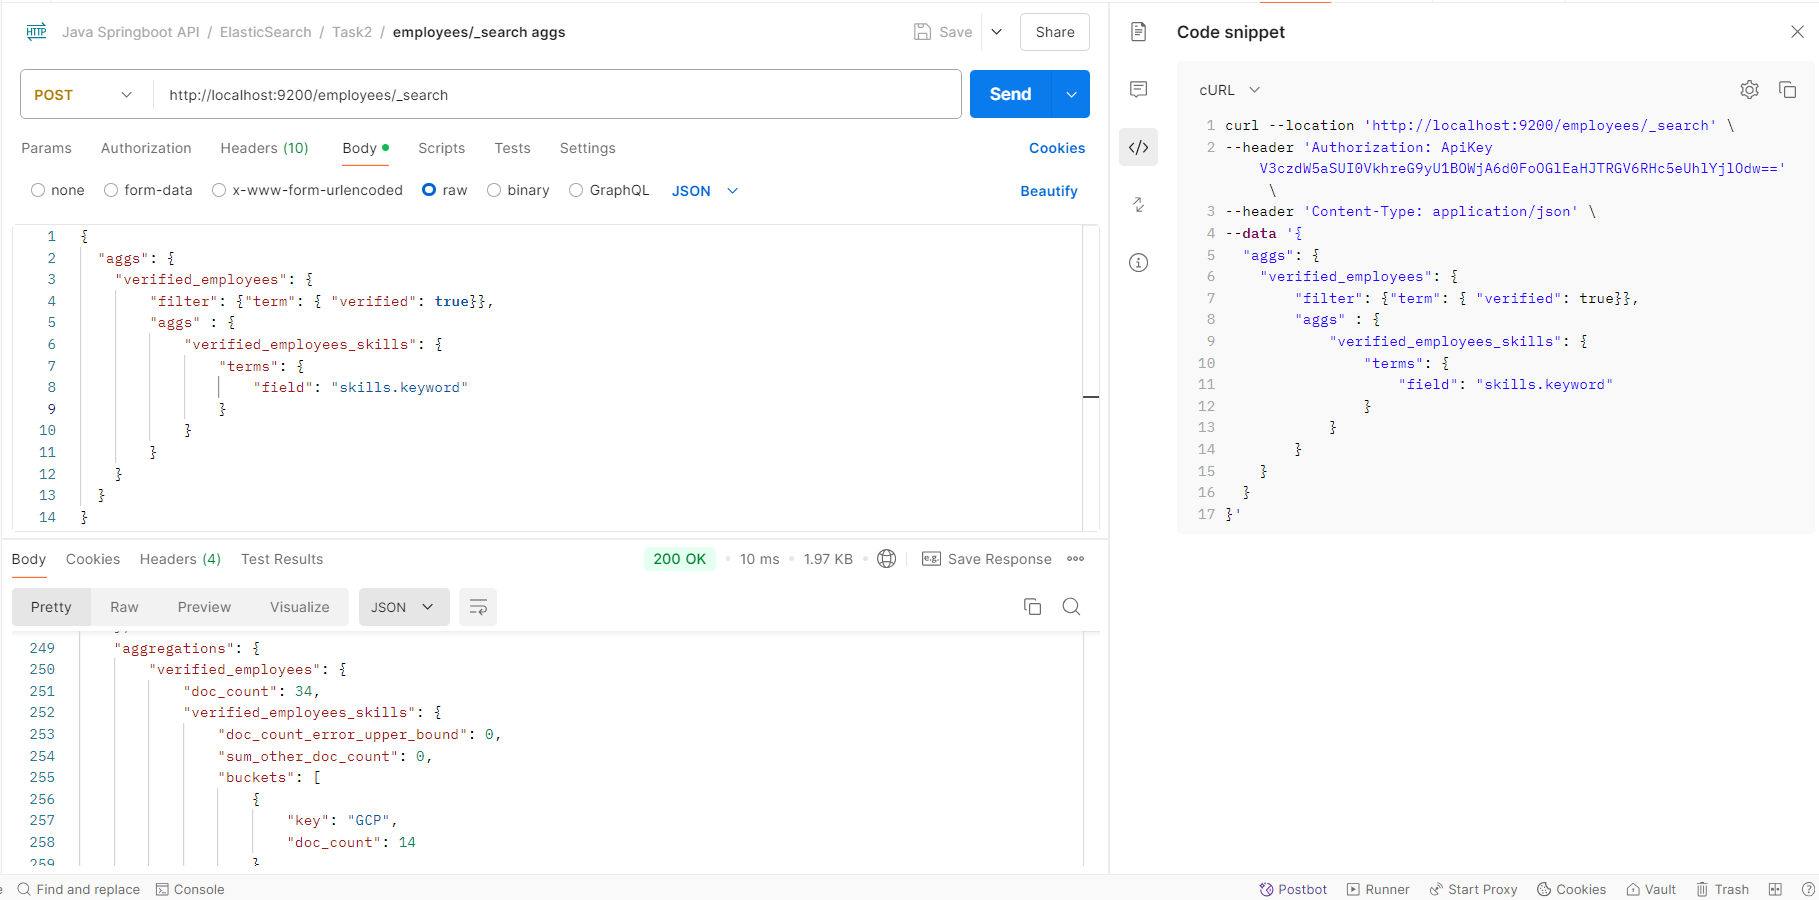 HTTP Java Springboot API / ElasticSearch / Task2 / employees/_search aggs Save Share
POST http://localhost:9200/employees/_search Send
Params Authorization Headers (10) Body Scripts Tests Settings Cookies
none form-data x-www-form-urlencoded raw binary GraphQL JSON Beautify
1 {
2 "aggs": {
3 "verified_employees": {
4 "filter": {"term": { "verified": true}},
5 "aggs" : {
6 "verified_employees_skills": {
7 "terms": {
8 "field": "skills.keyword"
9 }
10 }
11 }
12 }
13 }
14 }
Body Cookies Headers (4) Test Results 200 OK 10 ms 1.97 KB e.g. Save Response
Pretty Raw Preview Visualize JSON
249 "aggregations": {
250 "verified_employees": {
251 "doc_count": 34,
252 "verified_employees_skills": {
253 "doc_count_error_upper_bound": 0,
254 "sum_other_doc_count": 0,
255 "buckets": [
256 {
257 "key": "GCP",
258 "doc_count": 14
259 }
Code snippet
cURL
1 curl --location 'http://localhost:9200/employees/_search' \
2 --header 'Authorization: ApiKey
\
3 --header 'Content-Type: application/json' \
4 --data '{
5 "aggs": {
6 "verified_employees": {
7 "filter": {"term": { "verified": true}},
8 "aggs" : {
9 "verified_employees_skills": {
10 "terms": {
11 "field": "skills.keyword"
12 }
13 }
14 }
15 }
16 }
17 }'
Find and replace Console Postbot Runner Start Proxy Cookies Vault Trash